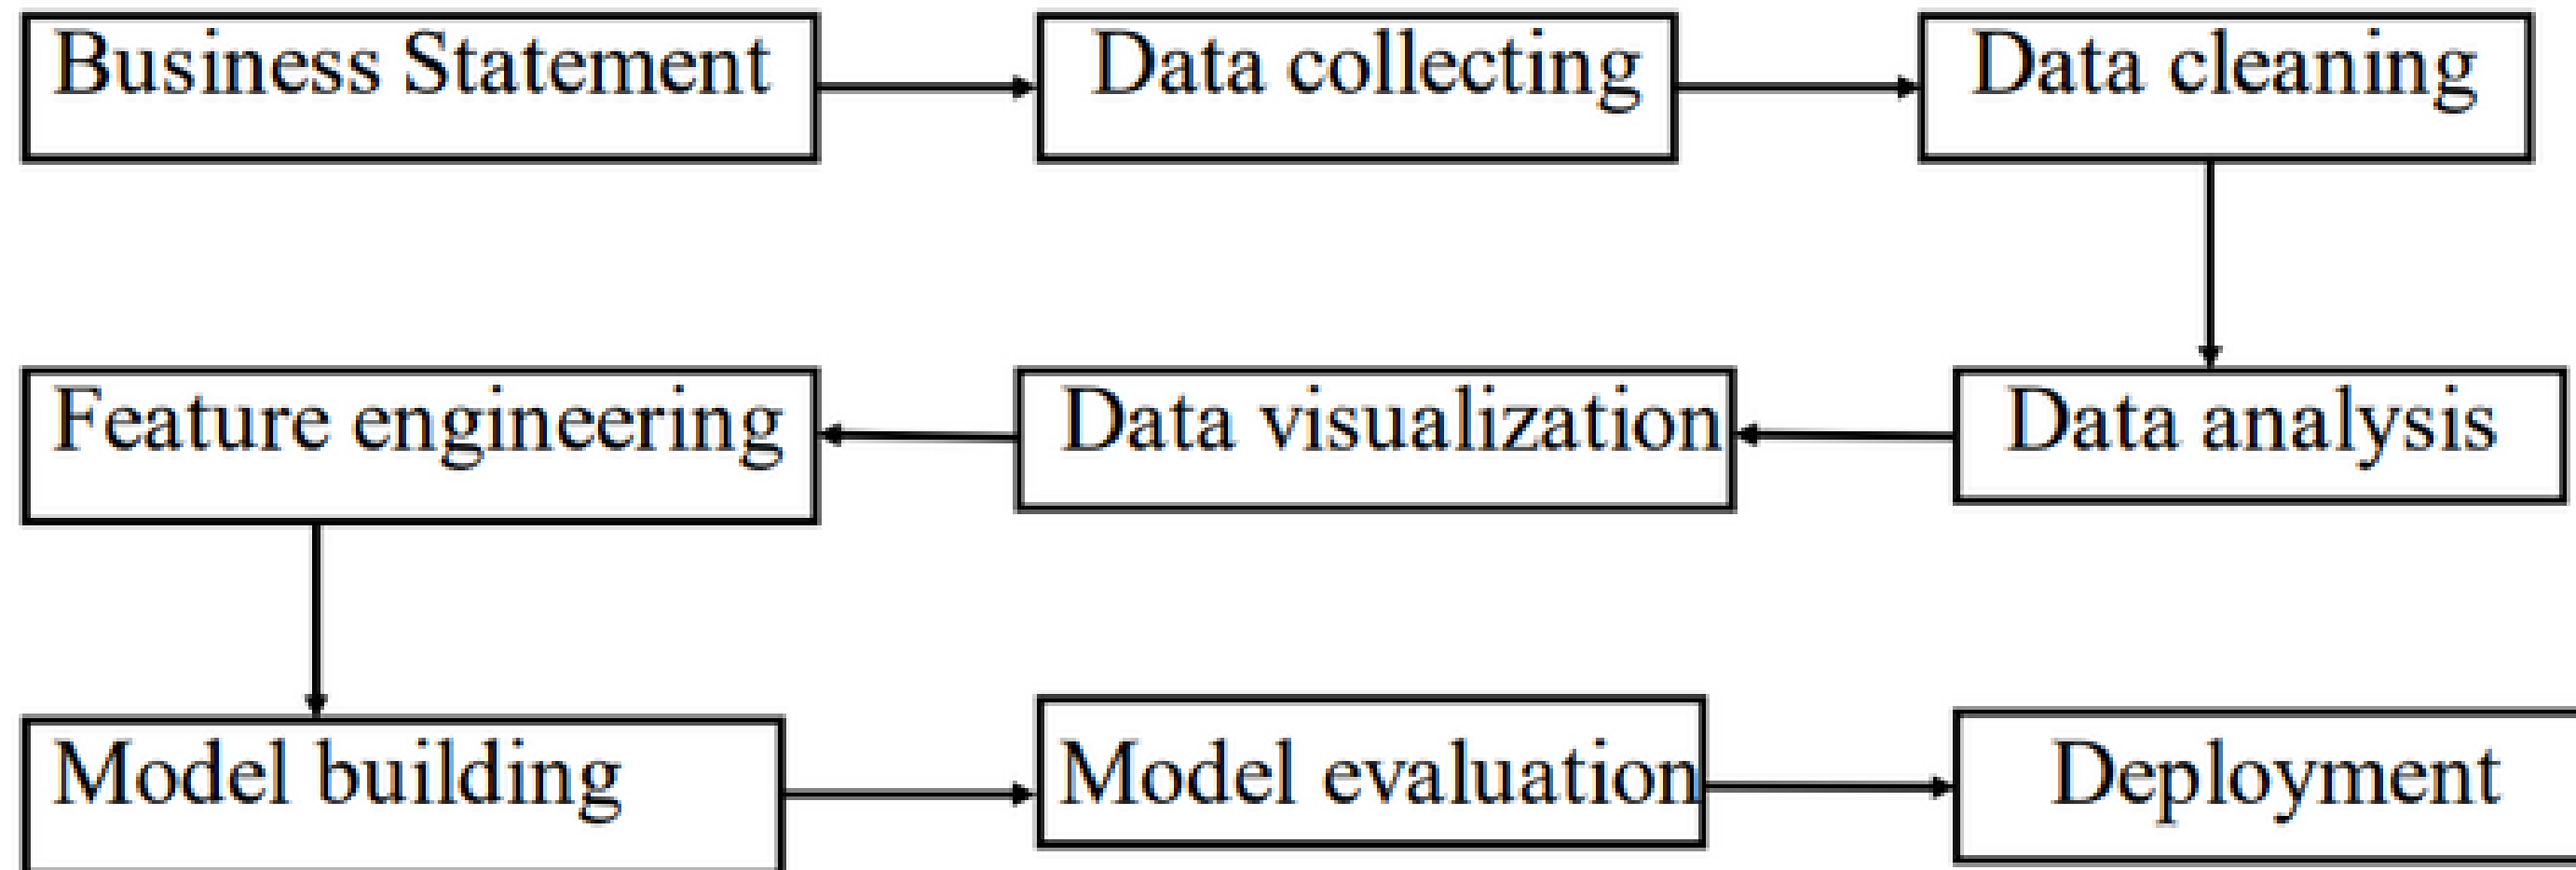 Business Statement
Data collecting
Data cleaning
Feature engineering
Data visualization
Data analysis
Model building
Model evaluation
Deployment